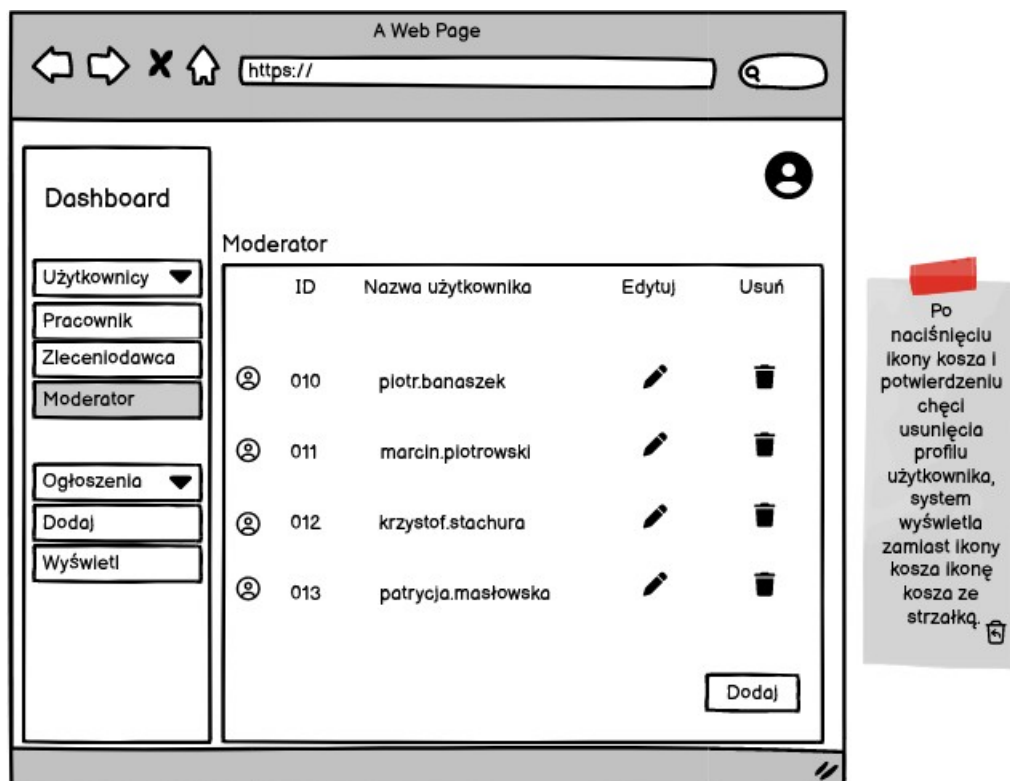 A Web Page
https://
Dashboard
Użytkownicy
Pracownik
Zleceniodawca
Moderator
Ogłoszenia
Dodaj
Wyświetl
Moderator
ID Nazwa użytkownika Edytuj Usuń
010 piotr.banaszek
011 marcin.piotrowski
012 krzystof.stachura
013 patrycja.masłowska
Dodaj
Po
naciśnięciu
ikony kosza i
potwierdzeniu
chęci
usunięcia
profilu
użytkownika,
system
wyświetla
zamiast ikony
kosza ikonę
kosza ze
strzałką.